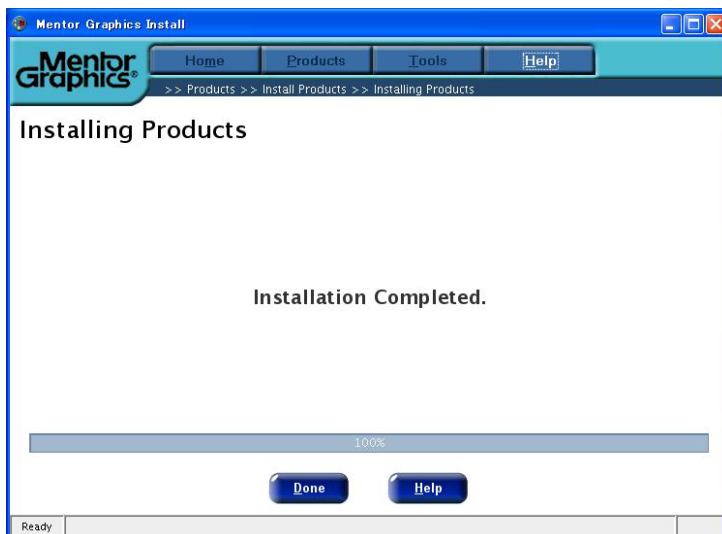 Mentor Graphics Install
Mentor Graphics®
Home Products Tools Help
>> Products >> Install Products >> Installing Products
Installing Products
Installation Completed.
100%
Done Help
Ready